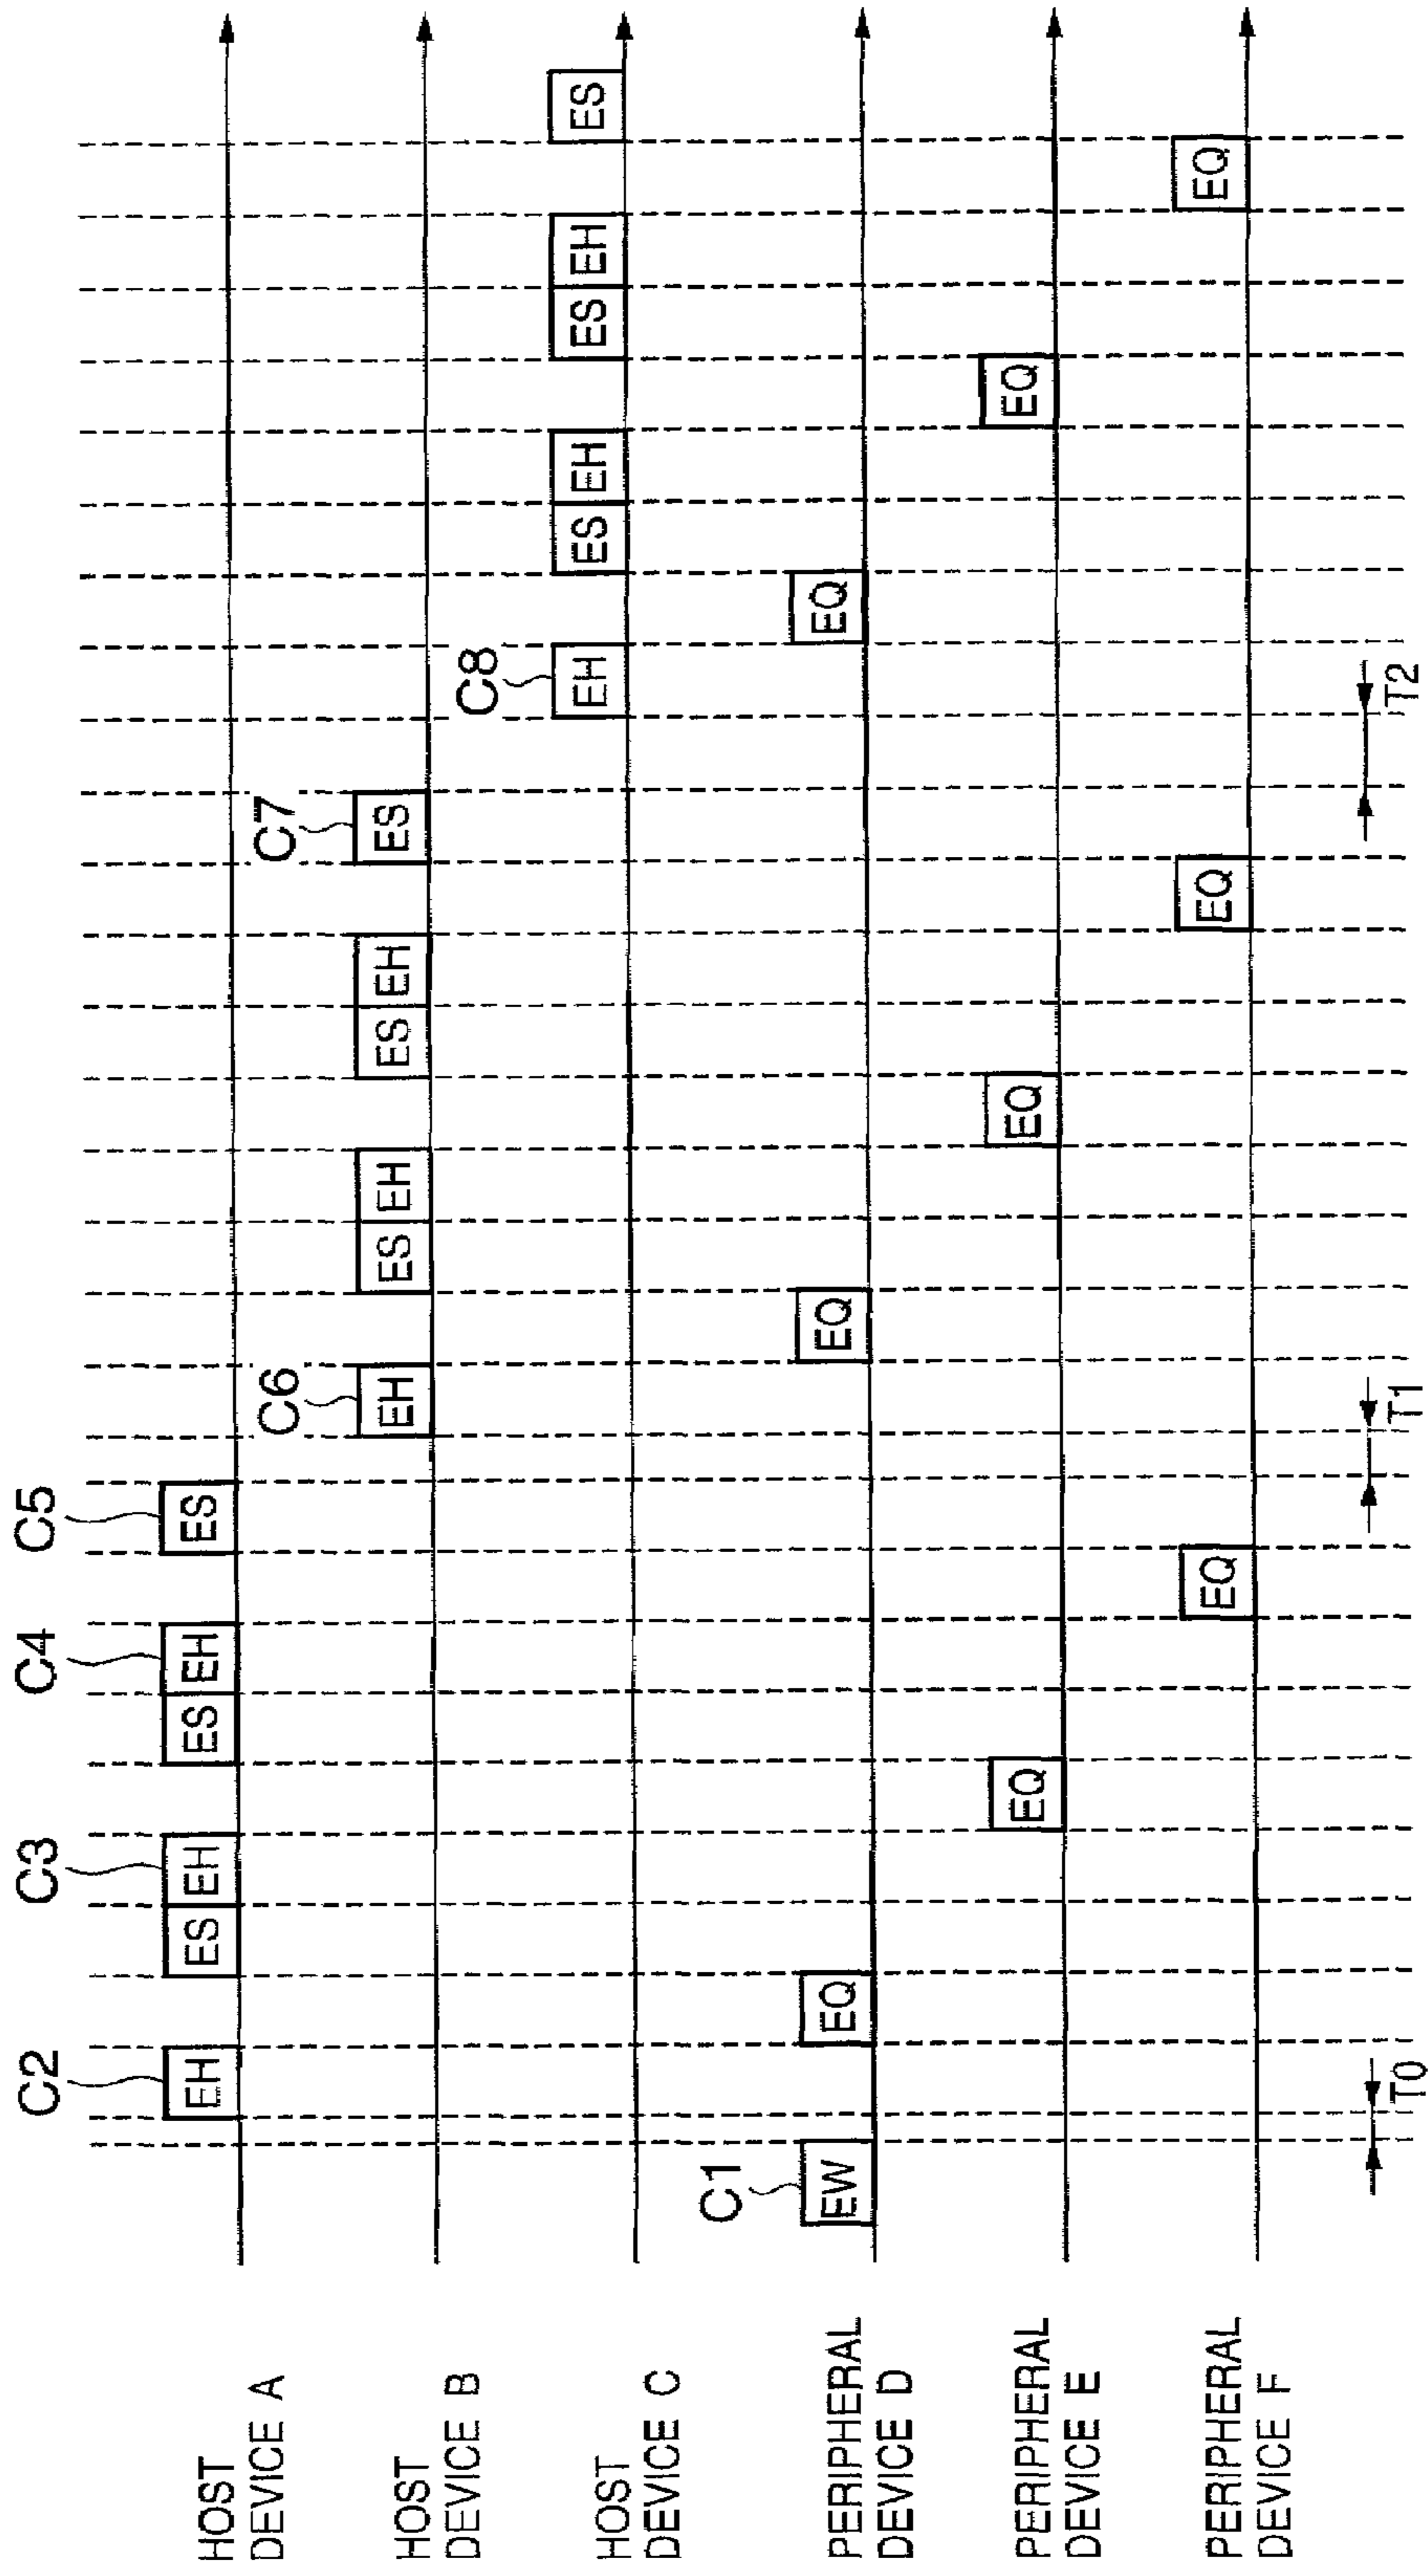 HOST
DEVICE A
C2
EH
ES
EH
C3
ES
EH
C4
ES
C5
HOST
DEVICE B
EH
C6
ES
EH
ES
EH
ES
C7
HOST
DEVICE C
EH
C8
ES
EH
ES
EH
ES
PERIPHERAL
DEVICE D
C1
EW
EQ
EQ
EQ
PERIPHERAL
DEVICE E
EQ
EQ
EQ
PERIPHERAL
DEVICE F
EQ
EQ
EQ
T0
T1
T2